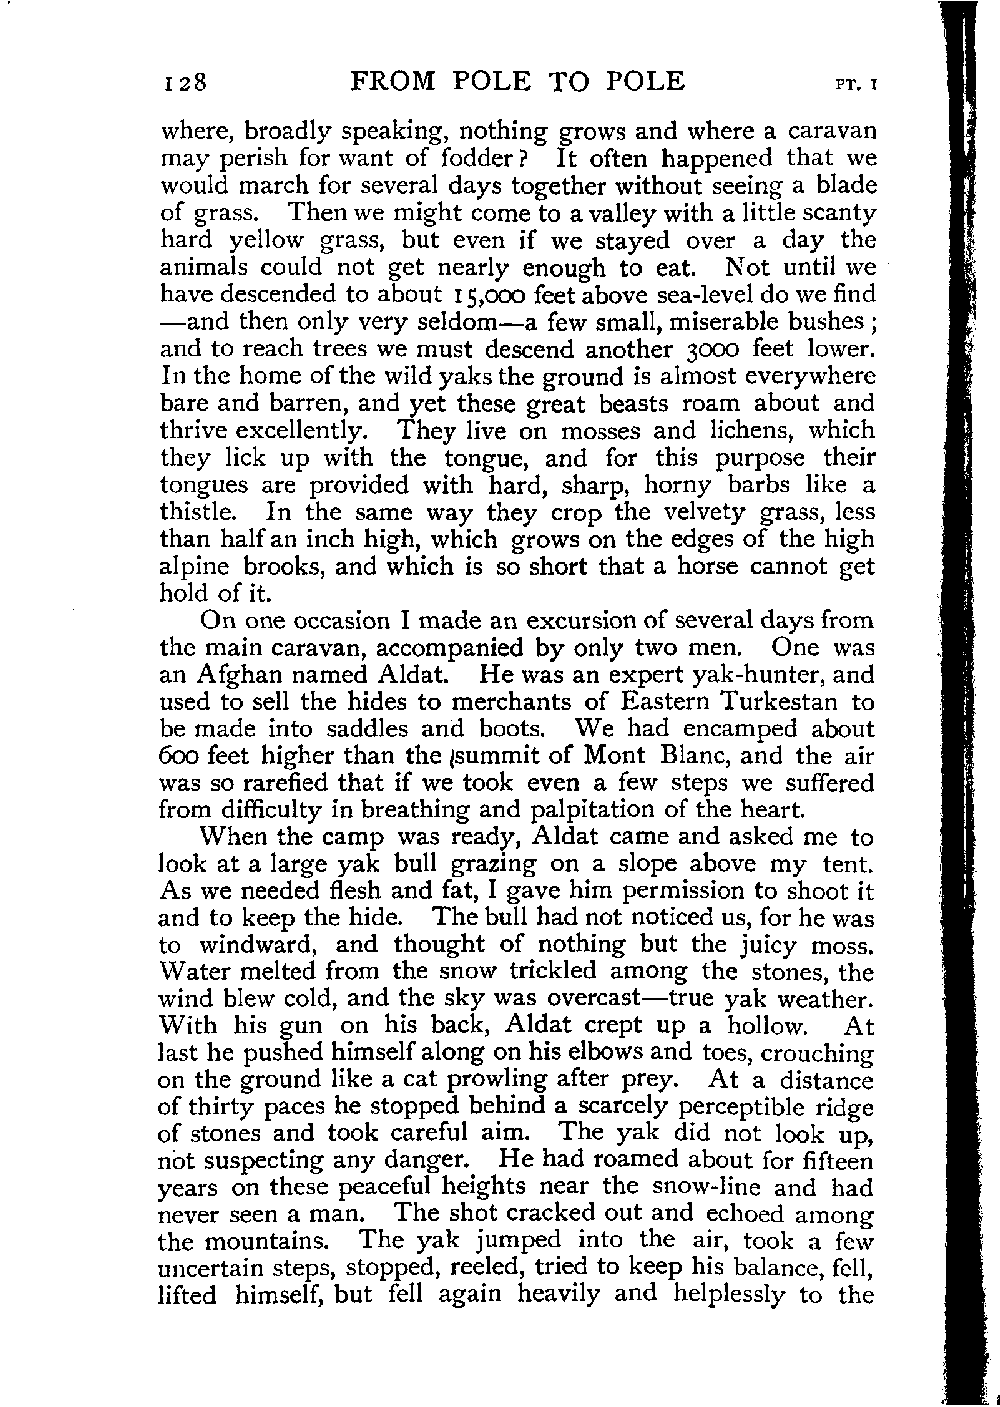 128 FROM POLE TO POLE PT. I
where, broadly speaking, nothing grows and where a caravan
may perish for want of fodder? It often happened that we
would march for several days together without seeing a blade
of grass. Then we might come to a valley with a little scanty
hard yellow grass, but even if we stayed over a day the
animals could not get nearly enough to eat. Not until we
have descended to about 15,000 feet above sea-level do we find
—and then only very seldom—a few small, miserable bushes;
and to reach trees we must descend another 3000 feet lower.
In the home of the wild yaks the ground is almost everywhere
bare and barren, and yet these great beasts roam about and
thrive excellently. They live on mosses and lichens, which
they lick up with the tongue, and for this purpose their
tongues are provided with hard, sharp, horny barbs like a
thistle. In the same way they crop the velvety grass, less
than half an inch high, which grows on the edges of the high
alpine brooks, and which is so short that a horse cannot get
hold of it.
On one occasion I made an excursion of several days from
the main caravan, accompanied by only two men. One was
an Afghan named Aldat. He was an expert yak-hunter, and
used to sell the hides to merchants of Eastern Turkestan to
be made into saddles and boots. We had encamped about
600 feet higher than the summit of Mont Blanc, and the air
was so rarefied that if we took even a few steps we suffered
from difficulty in breathing and palpitation of the heart.
When the camp was ready, Aldat came and asked me to
look at a large yak bull grazing on a slope above my tent.
As we needed flesh and fat, I gave him permission to shoot it
and to keep the hide. The bull had not noticed us, for he was
to windward, and thought of nothing but the juicy moss.
Water melted from the snow trickled among the stones, the
wind blew cold, and the sky was overcast—true yak weather.
With his gun on his back, Aldat crept up a hollow. At
last he pushed himself along on his elbows and toes, crouching
on the ground like a cat prowling after prey. At a distance
of thirty paces he stopped behind a scarcely perceptible ridge
of stones and took careful aim. The yak did not look up,
not suspecting any danger. He had roamed about for fifteen
years on these peaceful heights near the snow-line and had
never seen a man. The shot cracked out and echoed among
the mountains. The yak jumped into the air, took a few
uncertain steps, stopped, reeled, tried to keep his balance, fell,
lifted himself, but fell again heavily and helplessly to the